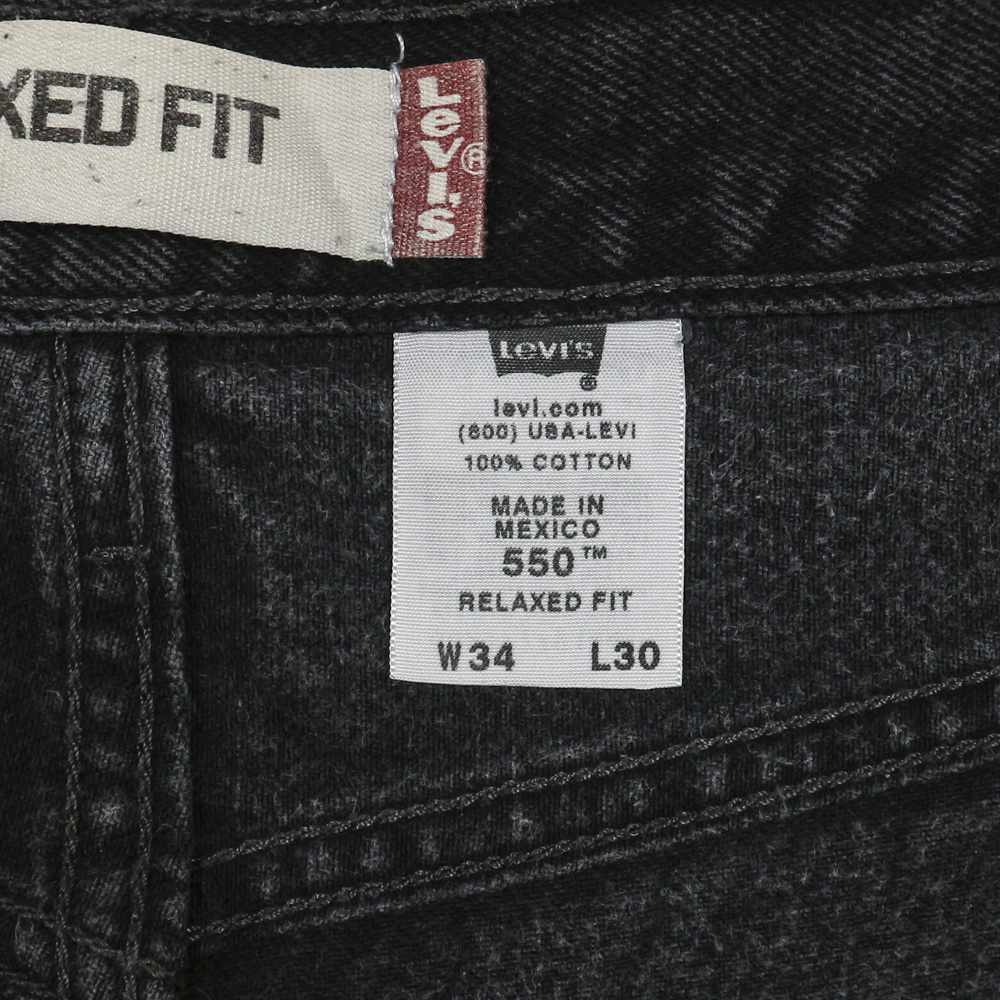 XED FIT
Levi's®
Levi's
®
levi.com
(800) USA-LEVI
100% COTTON
MADE IN
MEXICO
550™
RELAXED FIT
W34 L30